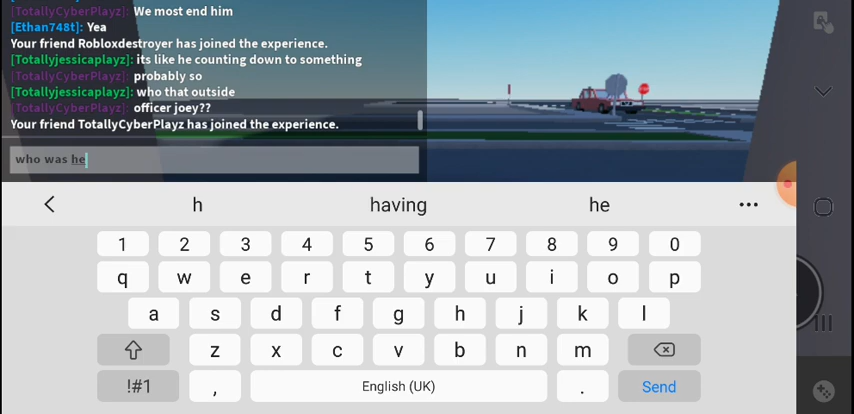 [TotallyCyberPlayz]: We most end him
[Ethan748t]: Yea
Your friend Robloxdestroyer has joined the experience.
[Totallyjessicaplayz]: its like he counting down to something
[TotallyCyberPlayz]: probably so
[Totallyjessicaplayz]: who that outside
[TotallyCyberPlayz]: officer joey??
Your friend TotallyCyberPlayz has joined the experience.
who was he
h having he
1 2 3 4 5 6 7 8 9 0
q w e r t y u i o p
a s d f g h j k l
z x c v b n m
!#1 , English (UK) . Send